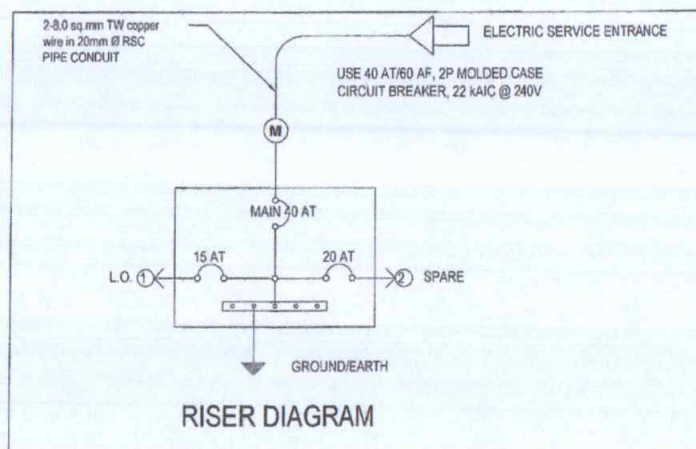 2-8.0 sq.mm TW copper
wire in 20mm Ø RSC
PIPE CONDUIT
ELECTRIC SERVICE ENTRANCE
USE 40 AT/60 AF, 2P MOLDED CASE
CIRCUIT BREAKER, 22 kAIC @ 240V
M
MAIN 40 AT
15 AT
20 AT
L.O. 1
2 SPARE
GROUND/EARTH
RISER DIAGRAM